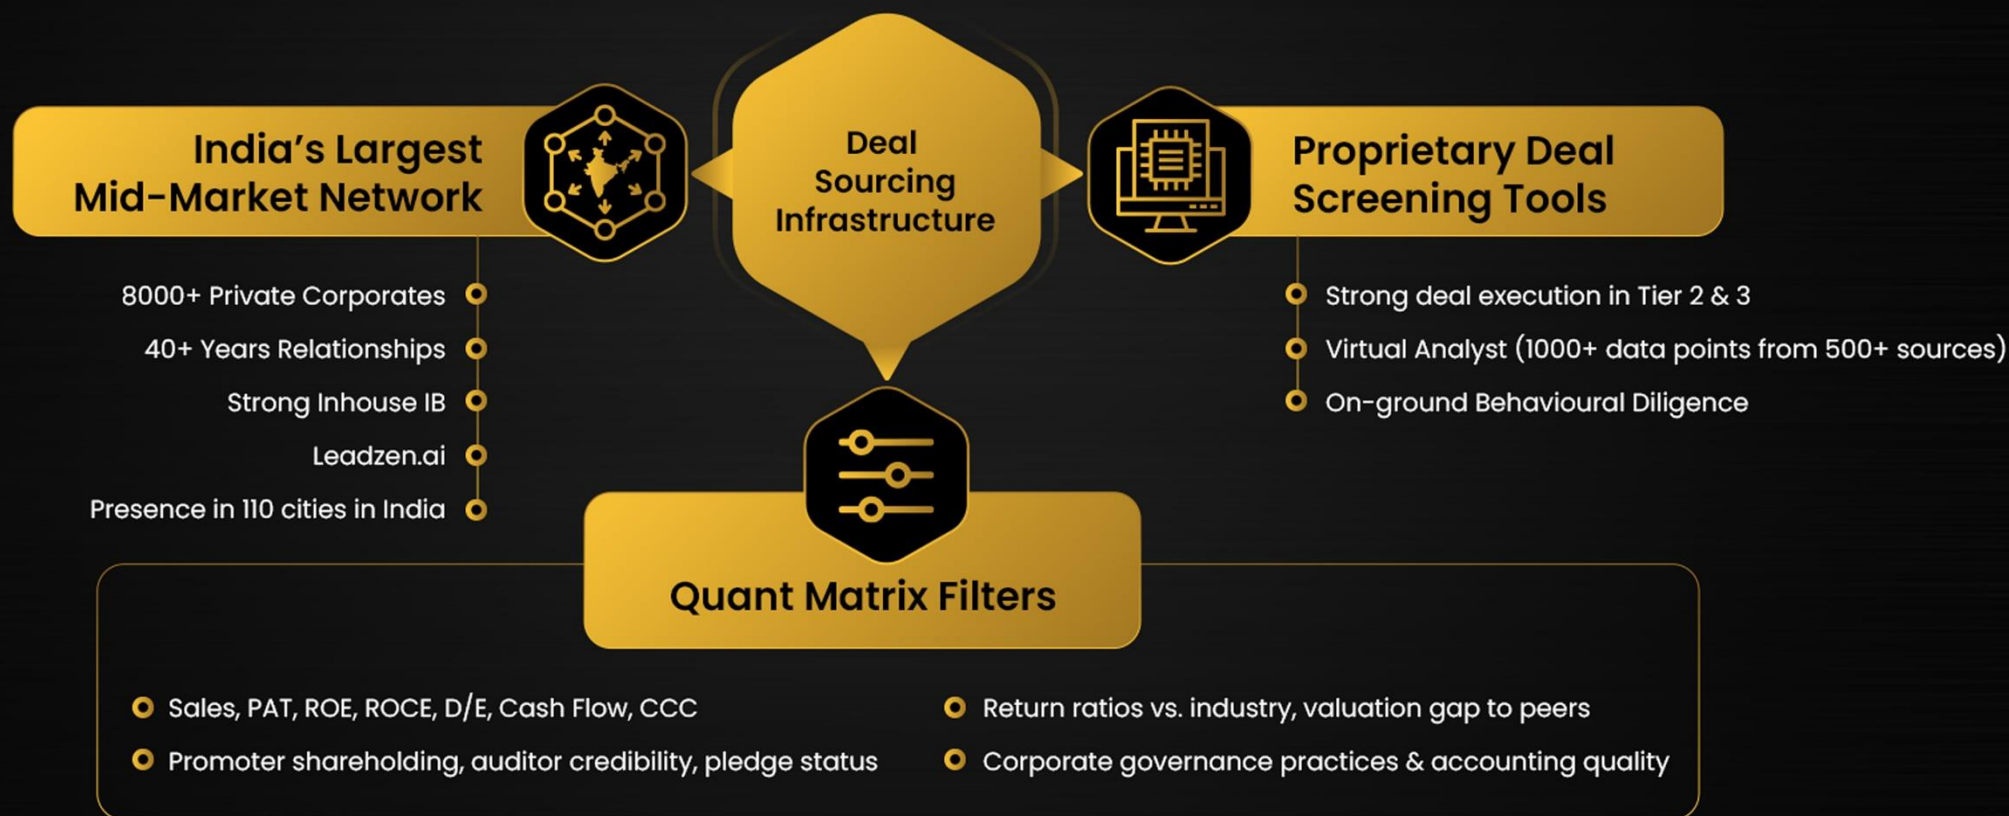 Deal
Sourcing
Infrastructure
India’s Largest
Mid-Market Network
8000+ Private Corporates
40+ Years Relationships
Strong Inhouse IB
Leadzen.ai
Presence in 110 cities in India
Proprietary Deal
Screening Tools
Strong deal execution in Tier 2 & 3
Virtual Analyst (1000+ data points from 500+ sources)
On-ground Behavioural Diligence
Quant Matrix Filters
Sales, PAT, ROE, ROCE, D/E, Cash Flow, CCC
Promoter shareholding, auditor credibility, pledge status
Return ratios vs. industry, valuation gap to peers
Corporate governance practices & accounting quality